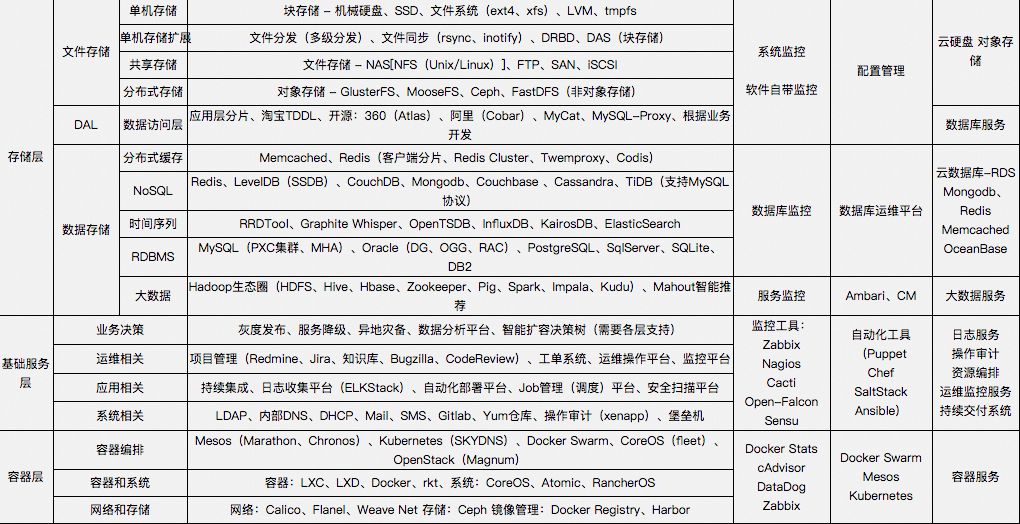 单机存储
块存储 – 机械硬盘、SSD、文件系统（ext4、xfs）、LVM、tmpfs
单机存储扩展
文件分发（多级分发）、文件同步（rsync、inotify）、DRBD、DAS（块存储）
文件存储
共享存储
文件存储 – NAS[NFS（Unix/Linux）]、FTP、SAN、iSCSI
分布式存储
对象存储 – GlusterFS、MooseFS、Ceph、FastDFS（非对象存储）
系统监控
软件自带监控
配置管理
云硬盘 对象存
储
存储层
DAL
数据访问层
应用层分片、淘宝TDDL、开源：360（Atlas）、阿里（Cobar）、MyCat、MySQL–Proxy、根据业务
开发
数据库服务
数据存储
分布式缓存
Memcached、Redis（客户端分片、Redis Cluster、Twemproxy、Codis）
NoSQL
Redis、LevelDB（SSDB）、CouchDB、Mongodb、Couchbase 、Cassandra、TiDB（支持MySQL
协议）
时间序列
RRDTool、Graphite Whisper、OpenTSDB、InfluxDB、KairosDB、ElasticSearch
RDBMS
MySQL（PXC集群、MHA）、Oracle（DG、OGG、RAC）、PostgreSQL、SqlServer、SQLite、
DB2
数据库监控
数据库运维平台
云数据库–RDS
Mongodb、
Redis
Memcached
OceanBase
大数据
Hadoop生态圈（HDFS、Hive、Hbase、Zookeeper、Pig、Spark、Impala、Kudu）、Mahout智能推
荐
服务监控
Ambari、CM
大数据服务
基础服务
层
业务决策
灰度发布、服务降级、异地灾备、数据分析平台、智能扩容决策树（需要各层支持）
运维相关
项目管理（Redmine、Jira、知识库、Bugzilla、CodeReview）、工单系统、运维操作平台、监控平台
应用相关
持续集成、日志收集平台（ELKStack）、自动化部署平台、Job管理（调度）平台、安全扫描平台
系统相关
LDAP、内部DNS、DHCP、Mail、SMS、Gitlab、Yum仓库、操作审计（xenapp）、堡垒机
监控工具：
Zabbix
Nagios
Cacti
Open–Falcon
Sensu
自动化工具
（Puppet
Chef
SaltStack
Ansible）
日志服务
操作审计
资源编排
运维监控服务
持续交付系统
容器层
容器编排
Mesos（Marathon、Chronos）、Kubernetes（SKYDNS）、Docker Swarm、CoreOS（fleet）、
OpenStack（Magnum）
容器和系统
容器：LXC、LXD、Docker、rkt、系统：CoreOS、Atomic、RancherOS
网络和存储
网络：Calico、Flanel、Weave Net 存储：Ceph 镜像管理：Docker Registry、Harbor
Docker Stats
cAdvisor
DataDog
Zabbix
Docker Swarm
Mesos
Kubernetes
容器服务